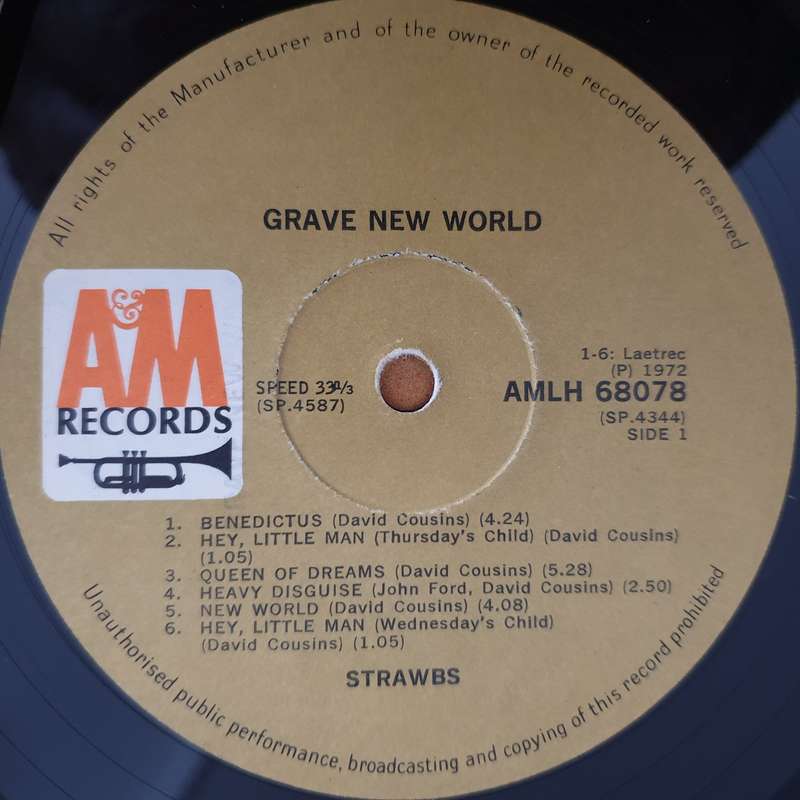 All rights of the Manufacturer and of the owner of the recorded work reserved
GRAVE NEW WORLD
A&M
RECORDS
SPEED 33⅓
(SP.4587)
1-6: Laetrec
(P) 1972
AMLH 68078
(SP.4344)
SIDE 1
1. BENEDICTUS (David Cousins) (4.24)
2. HEY, LITTLE MAN (Thursday's Child) (David Cousins)
(1.05)
3. QUEEN OF DREAMS (David Cousins) (5.28)
4. HEAVY DISGUISE (John Ford, David Cousins) (2.50)
5. NEW WORLD (David Cousins) (4.08)
6. HEY, LITTLE MAN (Wednesday's Child)
(David Cousins) (1.05)
STRAWBS
Unauthorised public performance, broadcasting and copying of this record prohibited